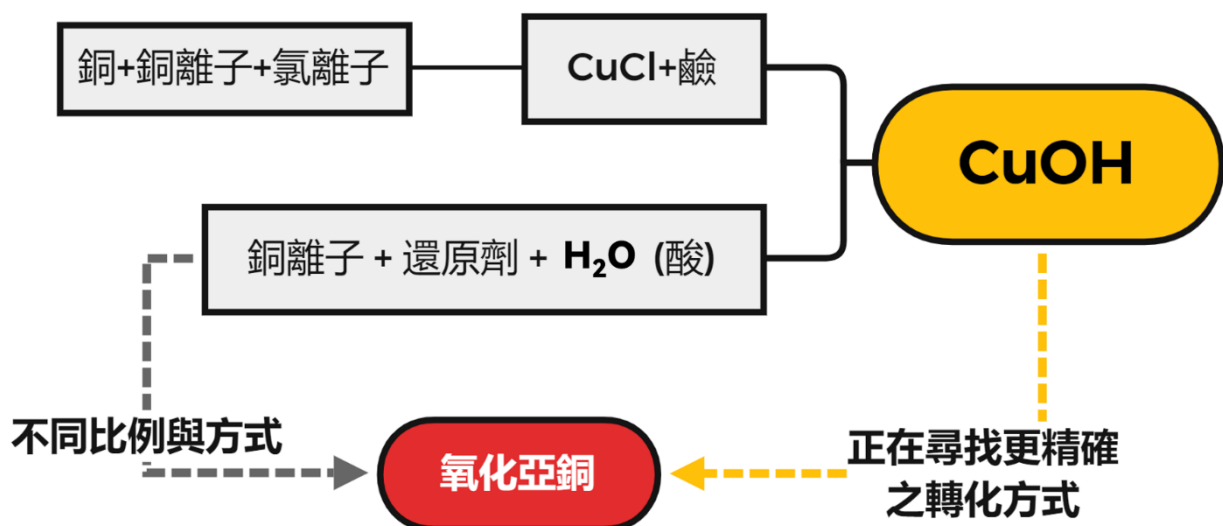 銅+銅離子+氯離子
CuCl+鹼
CuOH
銅離子 + 還原劑 + H₂O (酸)
不同比例與方式
氧化亞銅
正在尋找更精確
之轉化方式